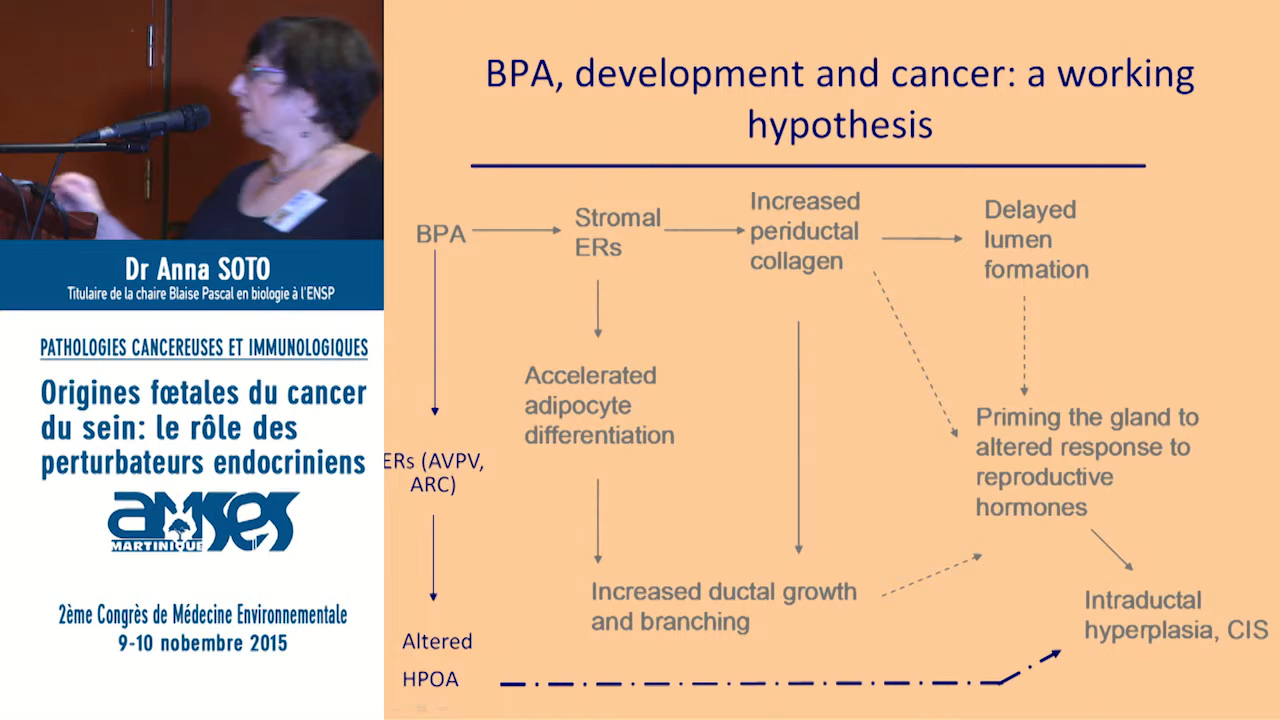 Dr Anna SOTO
Titulaire de la chaire Blaise Pascal en biologie à l'ENSP
PATHOLOGIES CANCEREUSES ET IMMUNOLOGIQUES
Origines fœtales du cancer
du sein: le rôle des
perturbateurs endocriniens
amses
MARTINIQUE
2ème Congrès de Médecine Environnementale
9-10 nobembre 2015
BPA, development and cancer: a working
hypothesis
BPA
Stromal
ERs
Increased
periductal
collagen
Delayed
lumen
formation
Accelerated
adipocyte
differentiation
Priming the gland to
altered response to
reproductive
hormones
ERs (AVPV,
ARC)
Increased ductal growth
and branching
Intraductal
hyperplasia, CIS
Altered
HPOA